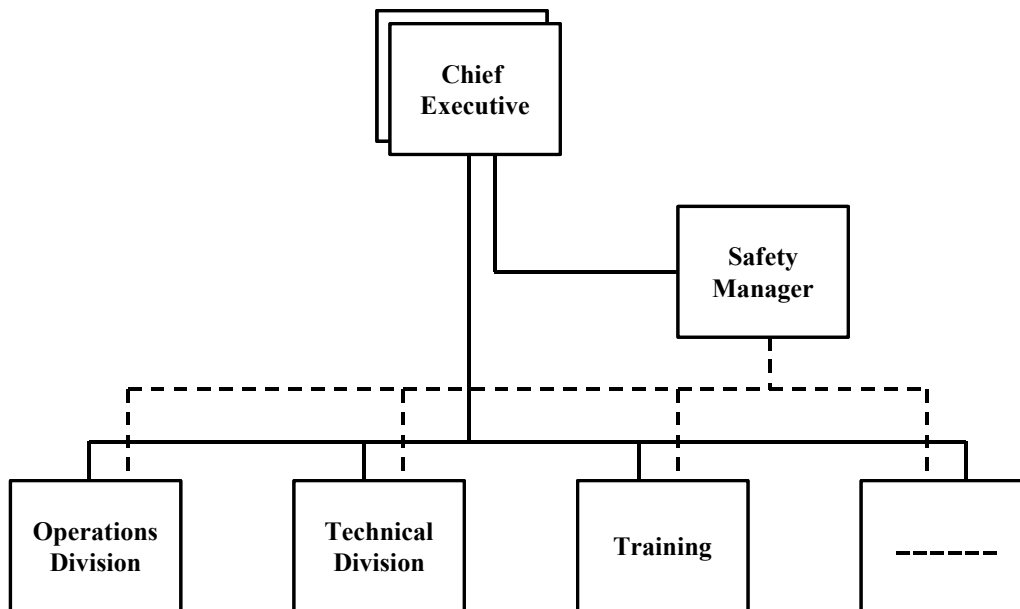 Chief
Executive
Safety
Manager
Operations
Division
Technical
Division
Training
------